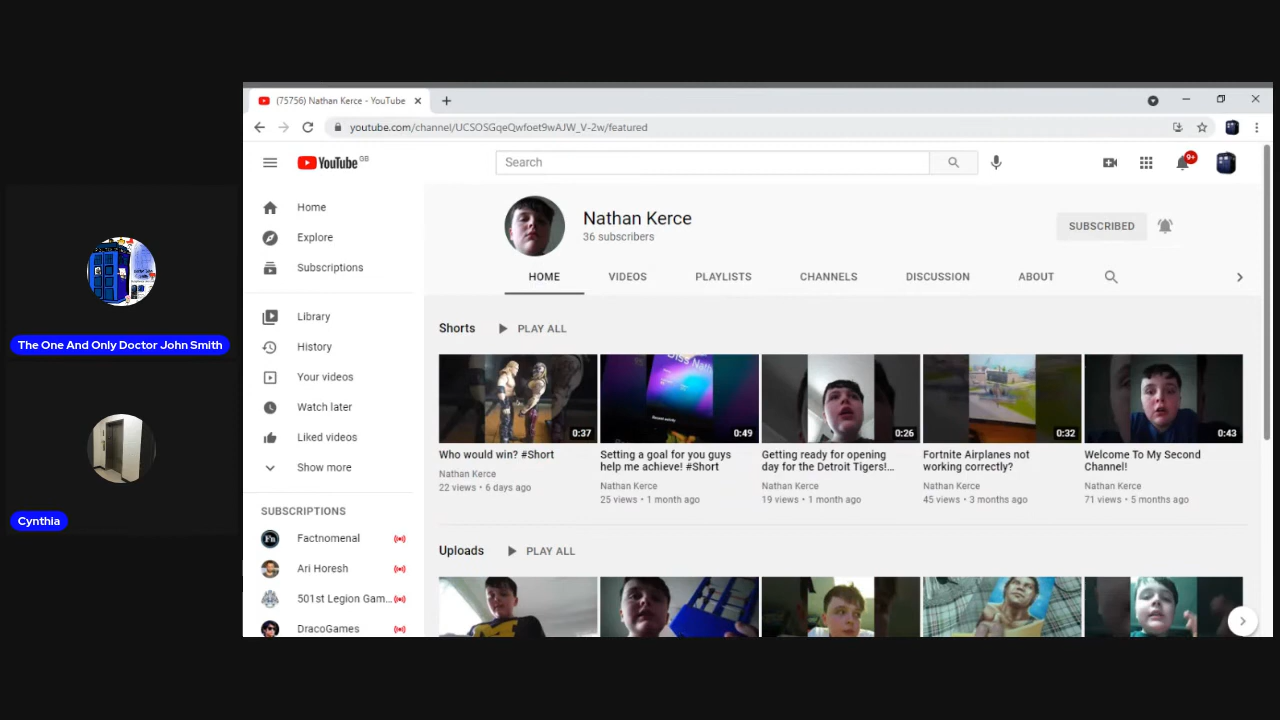 (75756) Nathan Kerce - YouTube
youtube.com/channel/UCSOSGqeQwfoet9wAJW_V-2w/featured
YouTube GB
Search
9+
Home
Explore
Subscriptions
Library
History
Your videos
Watch later
Liked videos
Show more
SUBSCRIPTIONS
Factnomenal
Ari Horesh
501st Legion Gam...
DracoGames
Nathan Kerce
36 subscribers
SUBSCRIBED
HOME VIDEOS PLAYLISTS CHANNELS DISCUSSION ABOUT
Shorts PLAY ALL
0:37
Who would win? #Short
Nathan Kerce
22 views • 6 days ago
0:49
Setting a goal for you guys
help me achieve! #Short
Nathan Kerce
25 views • 1 month ago
0:26
Getting ready for opening
day for the Detroit Tigers!...
Nathan Kerce
19 views • 1 month ago
0:32
Fortnite Airplanes not
working correctly?
Nathan Kerce
45 views • 3 months ago
0:43
Welcome To My Second
Channel!
Nathan Kerce
71 views • 5 months ago
Uploads PLAY ALL
The One And Only Doctor John Smith
Cynthia